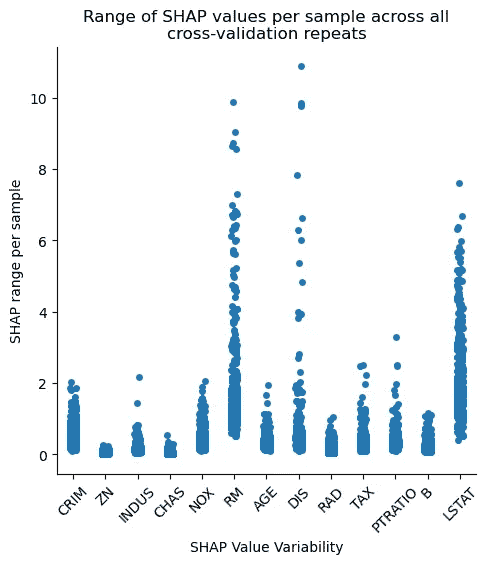 Range of SHAP values per sample across all
cross-validation repeats
SHAP range per sample
10
8
6
4
2
0
CRIM
ZN
INDUS
CHAS
NOX
RM
AGE
DIS
RAD
TAX
PTRATIO
B
LSTAT
SHAP Value Variability